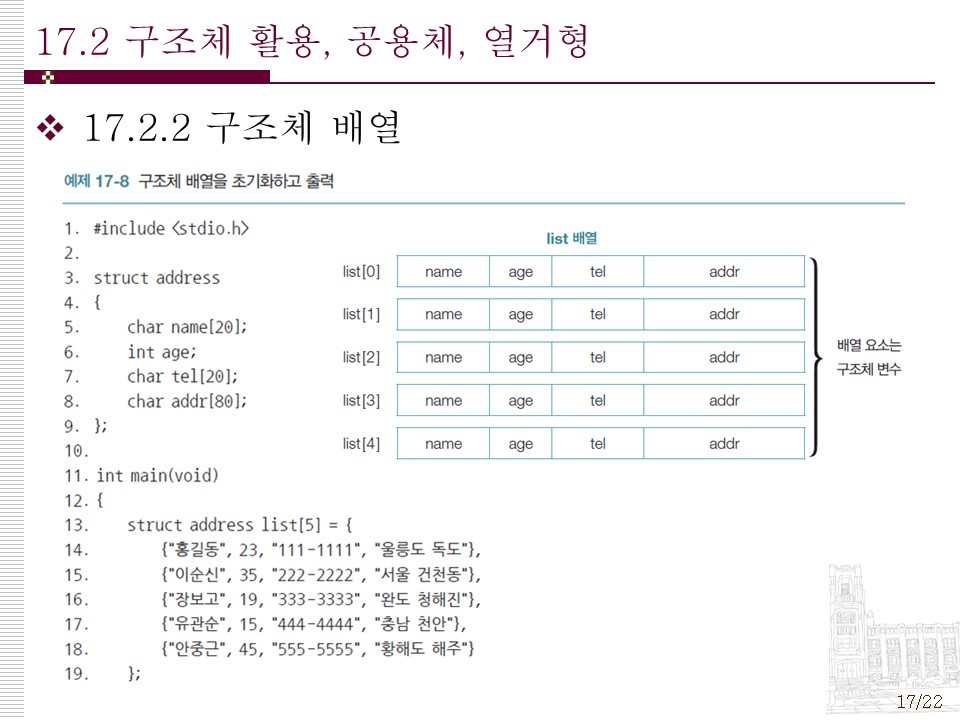 17.2 구조체 활용, 공용체, 열거형
17.2.2 구조체 배열
예제 17-8 구조체 배열을 초기화하고 출력
1. #include <stdio.h>
2.
3. struct address
4. {
5. char name[20];
6. int age;
7. char tel[20];
8. char addr[80];
9. };
10.
11. int main(void)
12. {
13. struct address list[5] = {
14. {"홍길동", 23, "111-1111", "울릉도 독도"},
15. {"이순신", 35, "222-2222", "서울 건천동"},
16. {"장보고", 19, "333-3333", "완도 청해진"},
17. {"유관순", 15, "444-4444", "충남 천안"},
18. {"안중근", 45, "555-5555", "황해도 해주"}
19. };
list 배열
list[0] name age tel addr
list[1] name age tel addr
list[2] name age tel addr
list[3] name age tel addr
list[4] name age tel addr
배열 요소는
구조체 변수
17/22